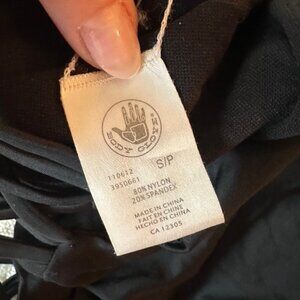 BODY GLOVE
S/P
110612
3950661
80% NYLON
20% SPANDEX
MADE IN CHINA
FAIT EN CHINE
HECHO EN CHINA
CA 12305